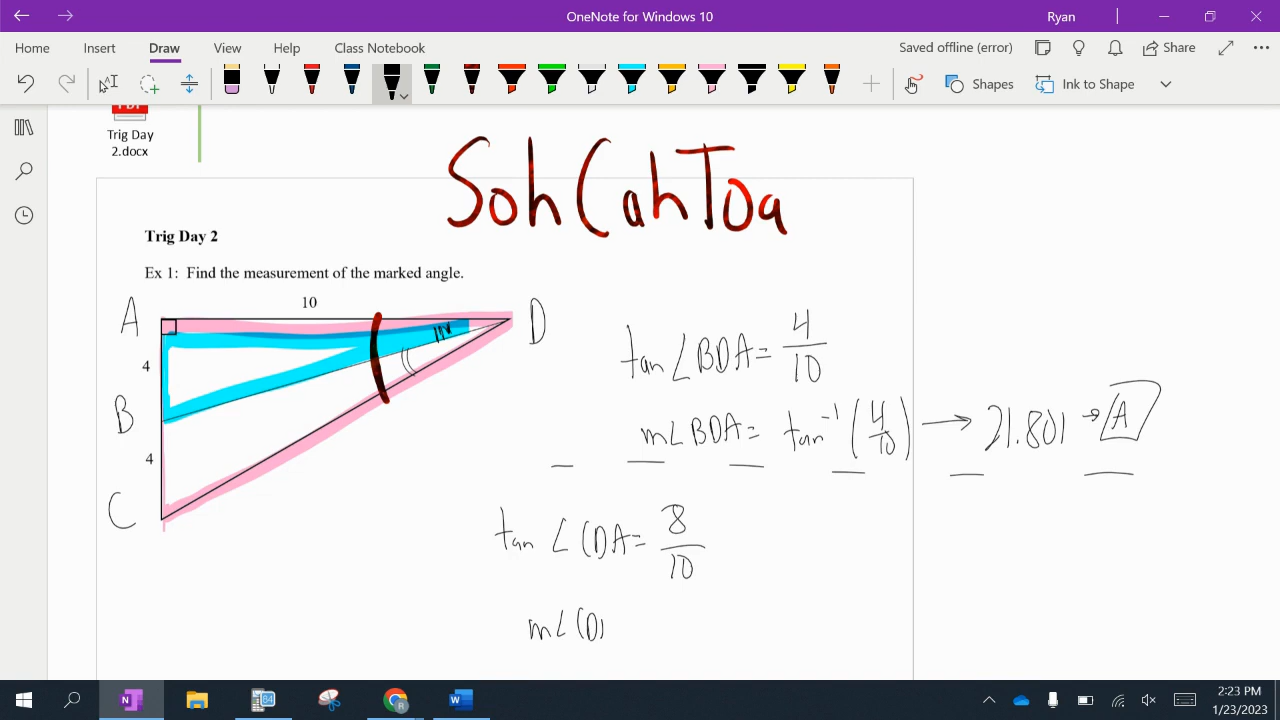 OneNote for Windows 10
Ryan
Home Insert Draw View Help Class Notebook
Saved offline (error) Share
Shapes Ink to Shape
PDF
Trig Day
2.docx
SohCahToa
Trig Day 2
Ex 1: Find the measurement of the marked angle.
10
A
D
4
B
4
C
tan∠BDA = 4/10
m∠BDA = tan⁻¹(4/10) → 21.801 → A
tan ∠CDA = 8/10
m∠CD
84
2:23 PM
1/23/2023